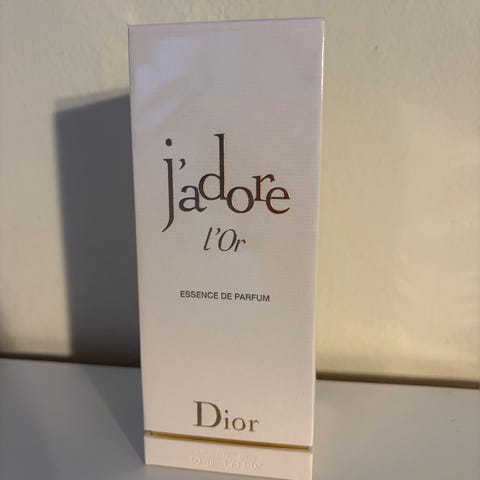 j'adore
l'Or
ESSENCE DE PARFUM
Dior